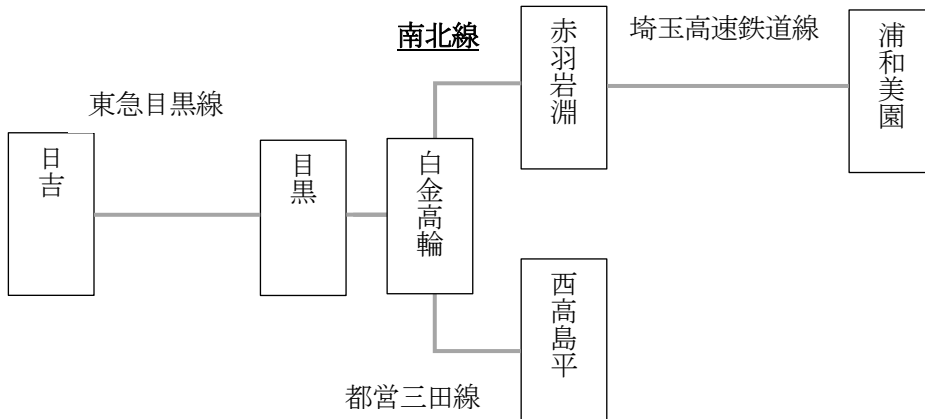 南北線
赤羽岩淵
埼玉高速鉄道線
浦和美園
東急目黒線
日吉
目黒
白金高輪
西高島平
都営三田線